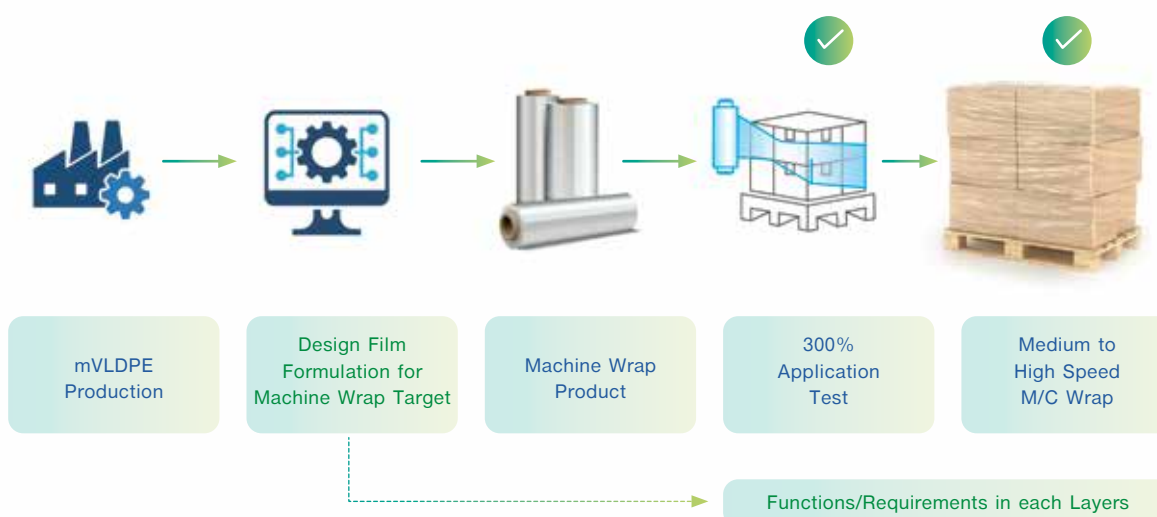 mVLDPE
Production
Design Film
Formulation for
Machine Wrap Target
Machine Wrap
Product
300%
Application
Test
Medium to
High Speed
M/C Wrap
Functions/Requirements in each Layers